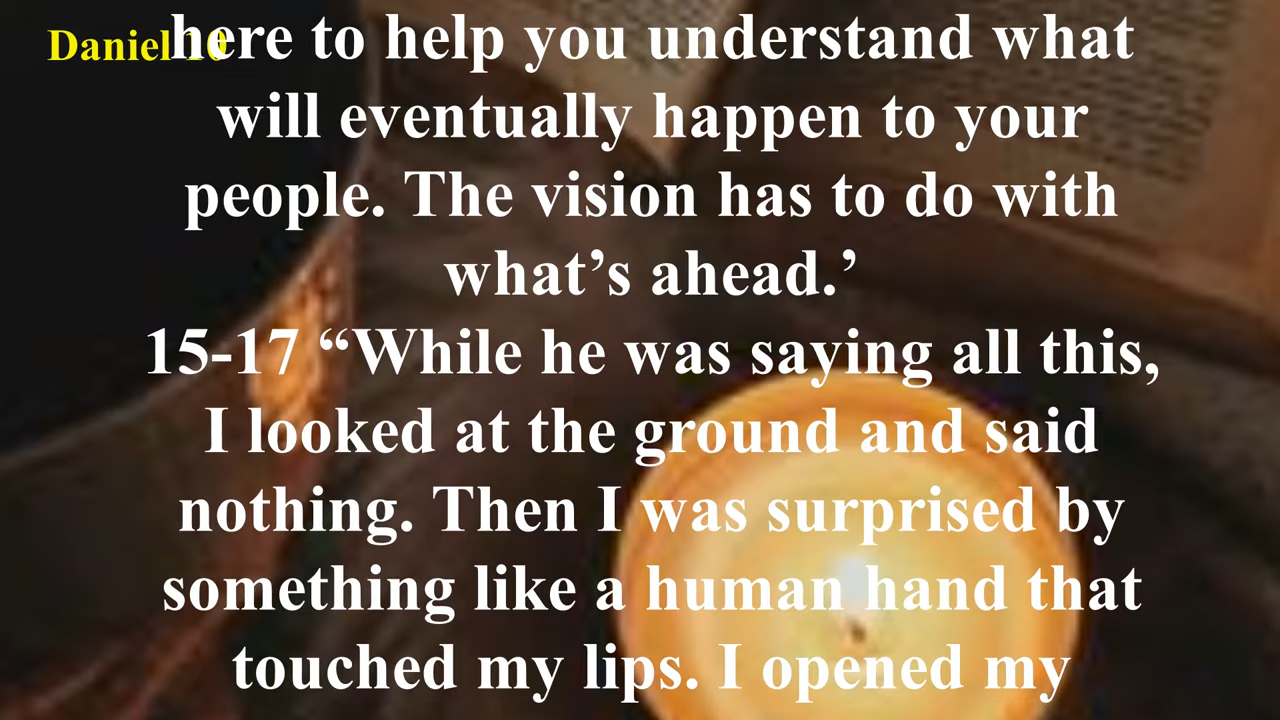 Daniel 10
here to help you understand what
will eventually happen to your
people. The vision has to do with
what’s ahead.’
15-17 “While he was saying all this,
I looked at the ground and said
nothing. Then I was surprised by
something like a human hand that
touched my lips. I opened my